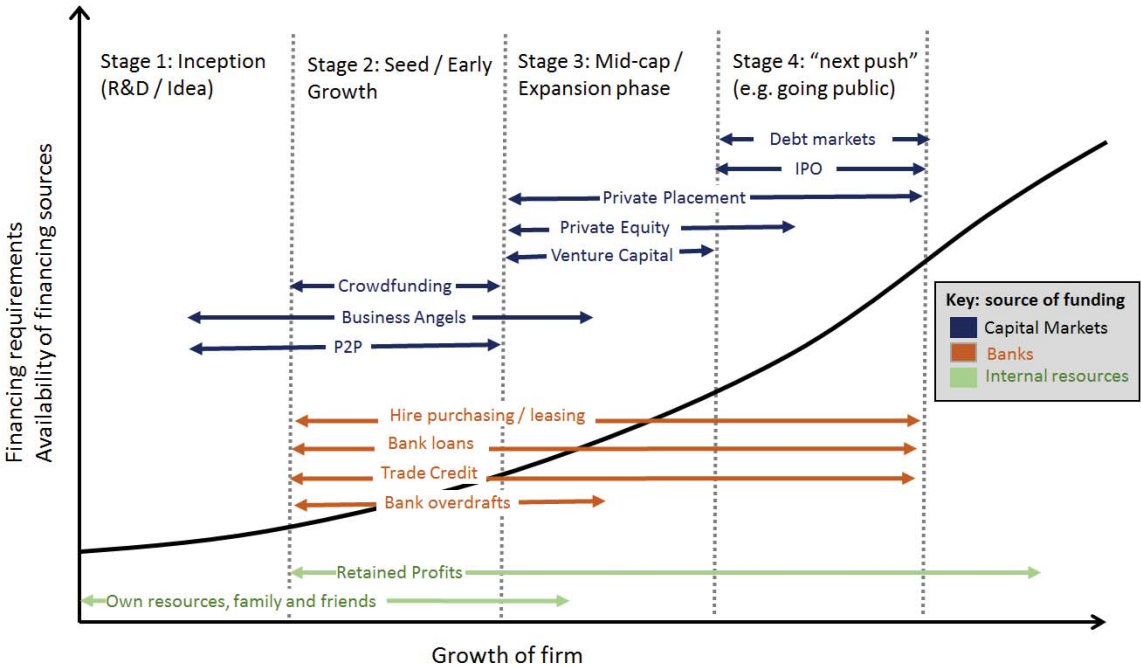 Stage 1: Inception
(R&D / Idea)
Stage 2: Seed / Early
Growth
Stage 3: Mid-cap /
Expansion phase
Stage 4: “next push”
(e.g. going public)
Debt markets
IPO
Private Placement
Private Equity
Venture Capital
Crowdfunding
Business Angels
P2P
Hire purchasing / leasing
Bank loans
Trade Credit
Bank overdrafts
Retained Profits
Own resources, family and friends
Key: source of funding
Capital Markets
Banks
Internal resources
Financing requirements
Availability of financing sources
Growth of firm